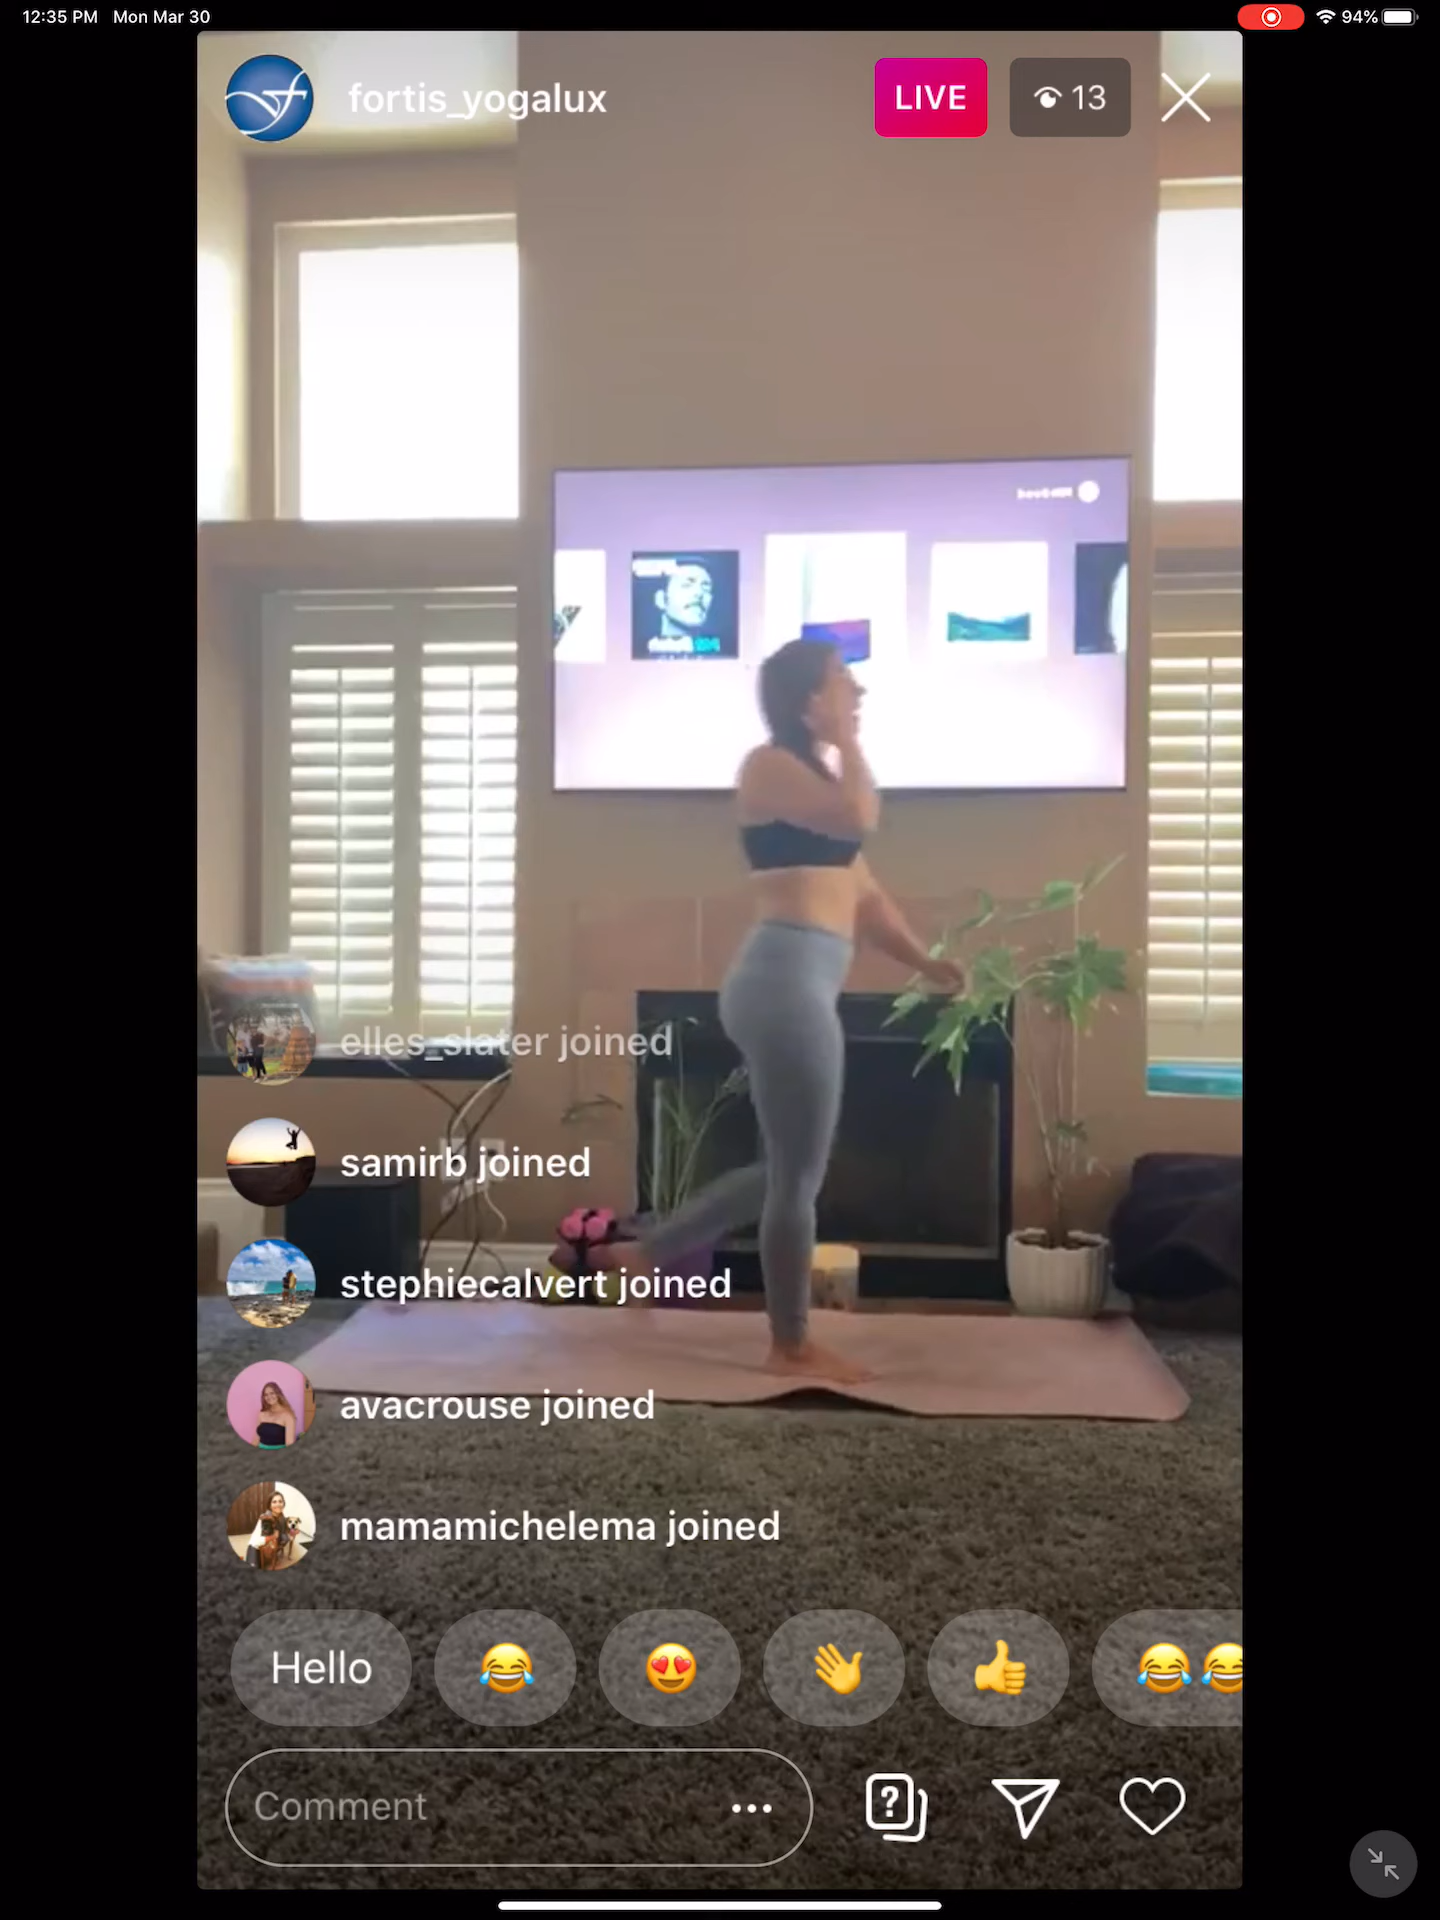 12:35 PM Mon Mar 30
94%
fortis_yogalux
LIVE
13
elles_slater joined
samirb joined
stephiecalvert joined
avacrouse joined
mamamichelema joined
Hello
Comment
?